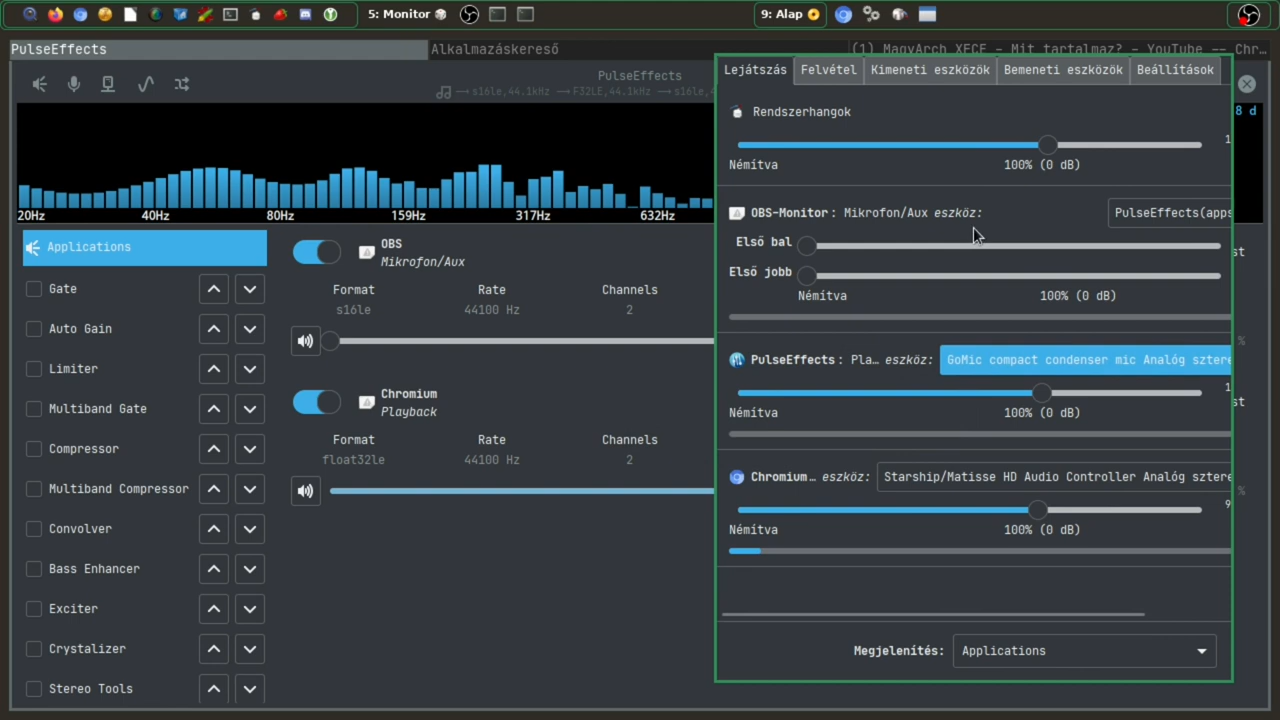 5: Monitor
9: Alap
PulseEffects
Alkalmazáskereső
(1) MagyArch XFCE - Mit tartalmaz? - YouTube -- Chr…
PulseEffects
s16le,44.1kHz → F32LE,44.1kHz → s16le,4
20Hz 40Hz 80Hz 159Hz 317Hz 632Hz
Applications
Gate
Auto Gain
Limiter
Multiband Gate
Compressor
Multiband Compressor
Convolver
Bass Enhancer
Exciter
Crystalizer
Stereo Tools
OBS
Mikrofon/Aux
Format Rate Channels
s16le 44100 Hz 2
Chromium
Playback
Format Rate Channels
float32le 44100 Hz 2
Lejátszás Felvétel Kimeneti eszközök Bemeneti eszközök Beállítások
Rendszerhangok
Némítva 100% (0 dB)
OBS-Monitor : Mikrofon/Aux eszköz: PulseEffects(apps
Első bal
Első jobb
Némítva 100% (0 dB)
PulseEffects : Pla… eszköz: GoMic compact condenser mic Analóg sztere
Némítva 100% (0 dB)
Chromium… eszköz: Starship/Matisse HD Audio Controller Analóg sztere
Némítva 100% (0 dB)
Megjelenítés: Applications
8 d
st
%
st
%